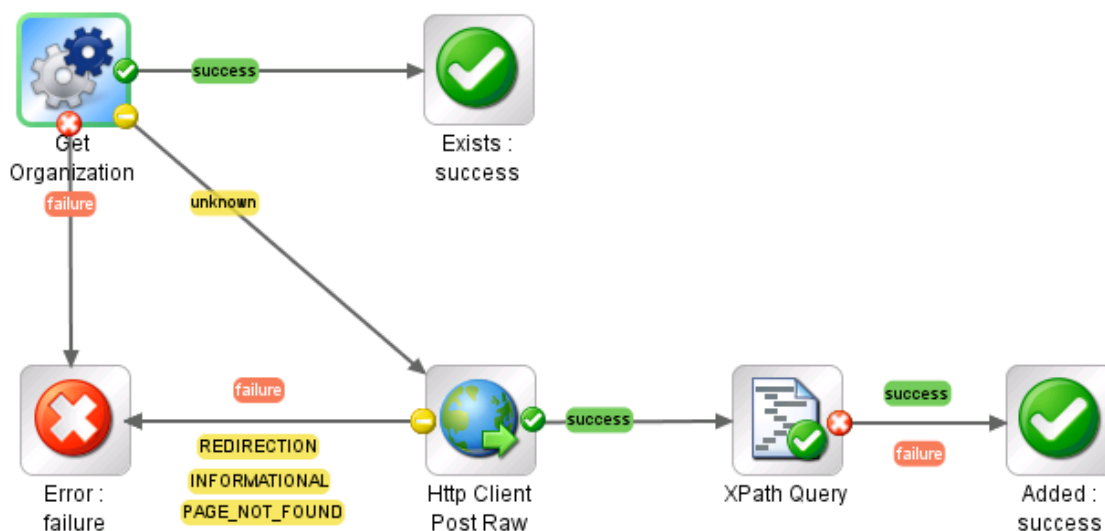 success
Get
Organization
Exists :
success
failure
unknown
failure
success
success
REDIRECTION
failure
INFORMATIONAL
PAGE_NOT_FOUND
Error :
failure
Http Client
Post Raw
XPath Query
Added :
success